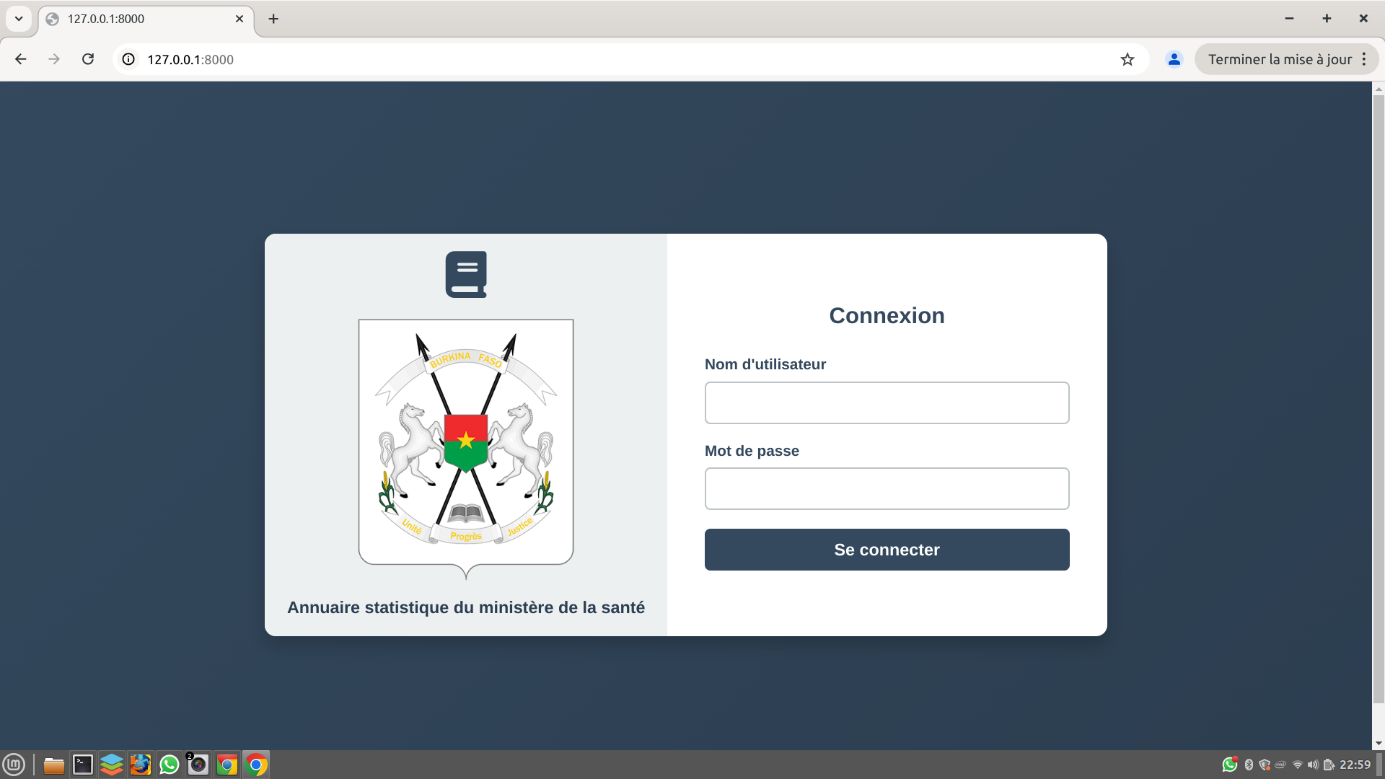 127.0.0.1:8000
127.0.0.1:8000
Terminer la mise à jour
BURKINA FASO
Unité
Progrès
Justice
Annuaire statistique du ministère de la santé
Connexion
Nom d'utilisateur
Mot de passe
Se connecter
2
22:59